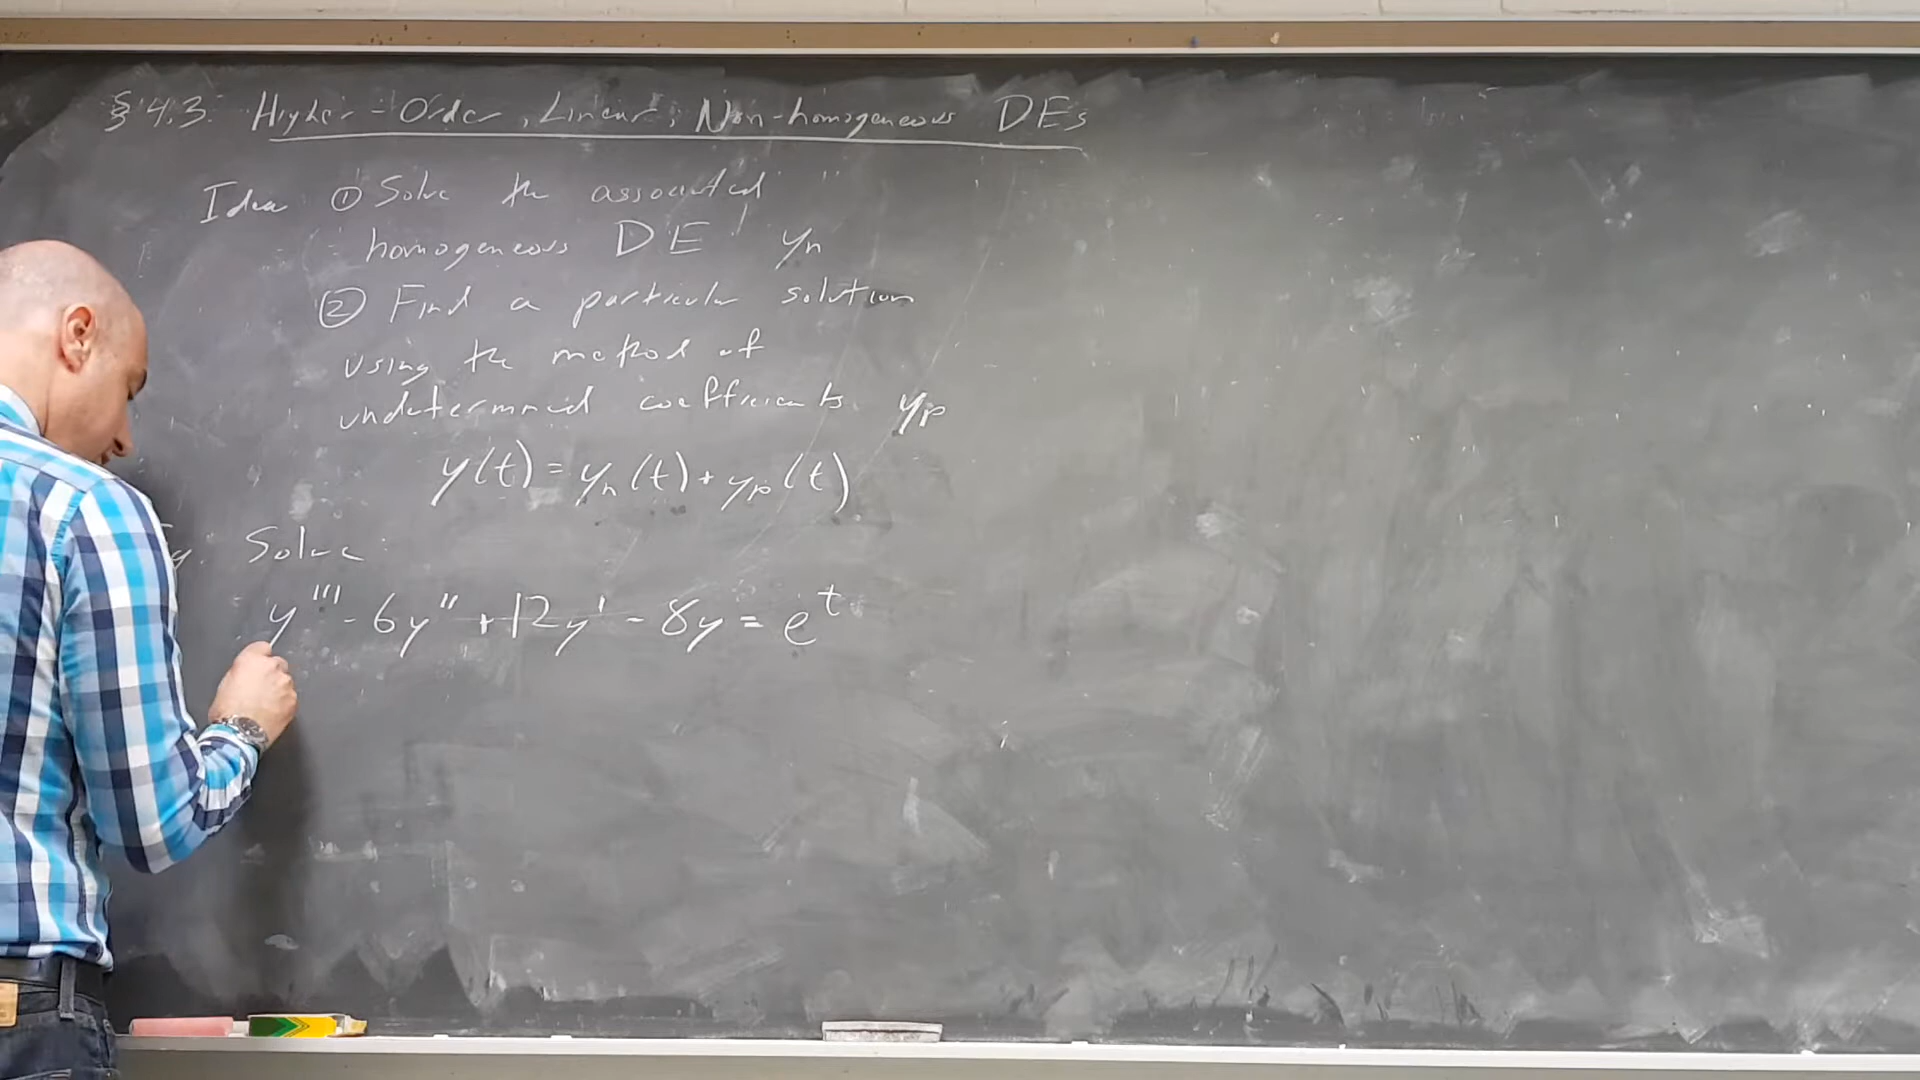 § 4.3. Higher-Order, Linear, Non-homogeneous DEs
Idea ① Solve the associated
homogeneous DE yh
② Find a particular solution
using the method of
undetermined coefficients yp
y(t) = yh(t) + yp(t)
Solve:
y''' - 6y'' + 12y' - 8y = e^t